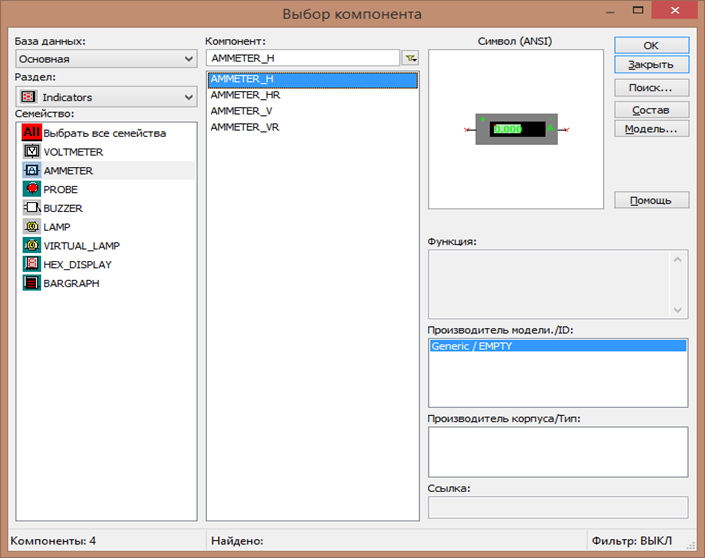 Выбор компонента
База данных:
Основная
Раздел:
Indicators
Семейство:
All Выбрать все семейства
VOLTMETER
AMMETER
PROBE
BUZZER
LAMP
VIRTUAL_LAMP
HEX_DISPLAY
BARGRAPH
Компонент:
AMMETER_H
AMMETER_H
AMMETER_HR
AMMETER_V
AMMETER_VR
Символ (ANSI)
0.000 A
Функция:
Производитель модели./ID:
Generic / EMPTY
Производитель корпуса/Тип:
Ссылка:
OK
Закрыть
Поиск...
Состав
Модель...
Помощь
Компоненты: 4
Найдено:
Фильтр: ВЫКЛ